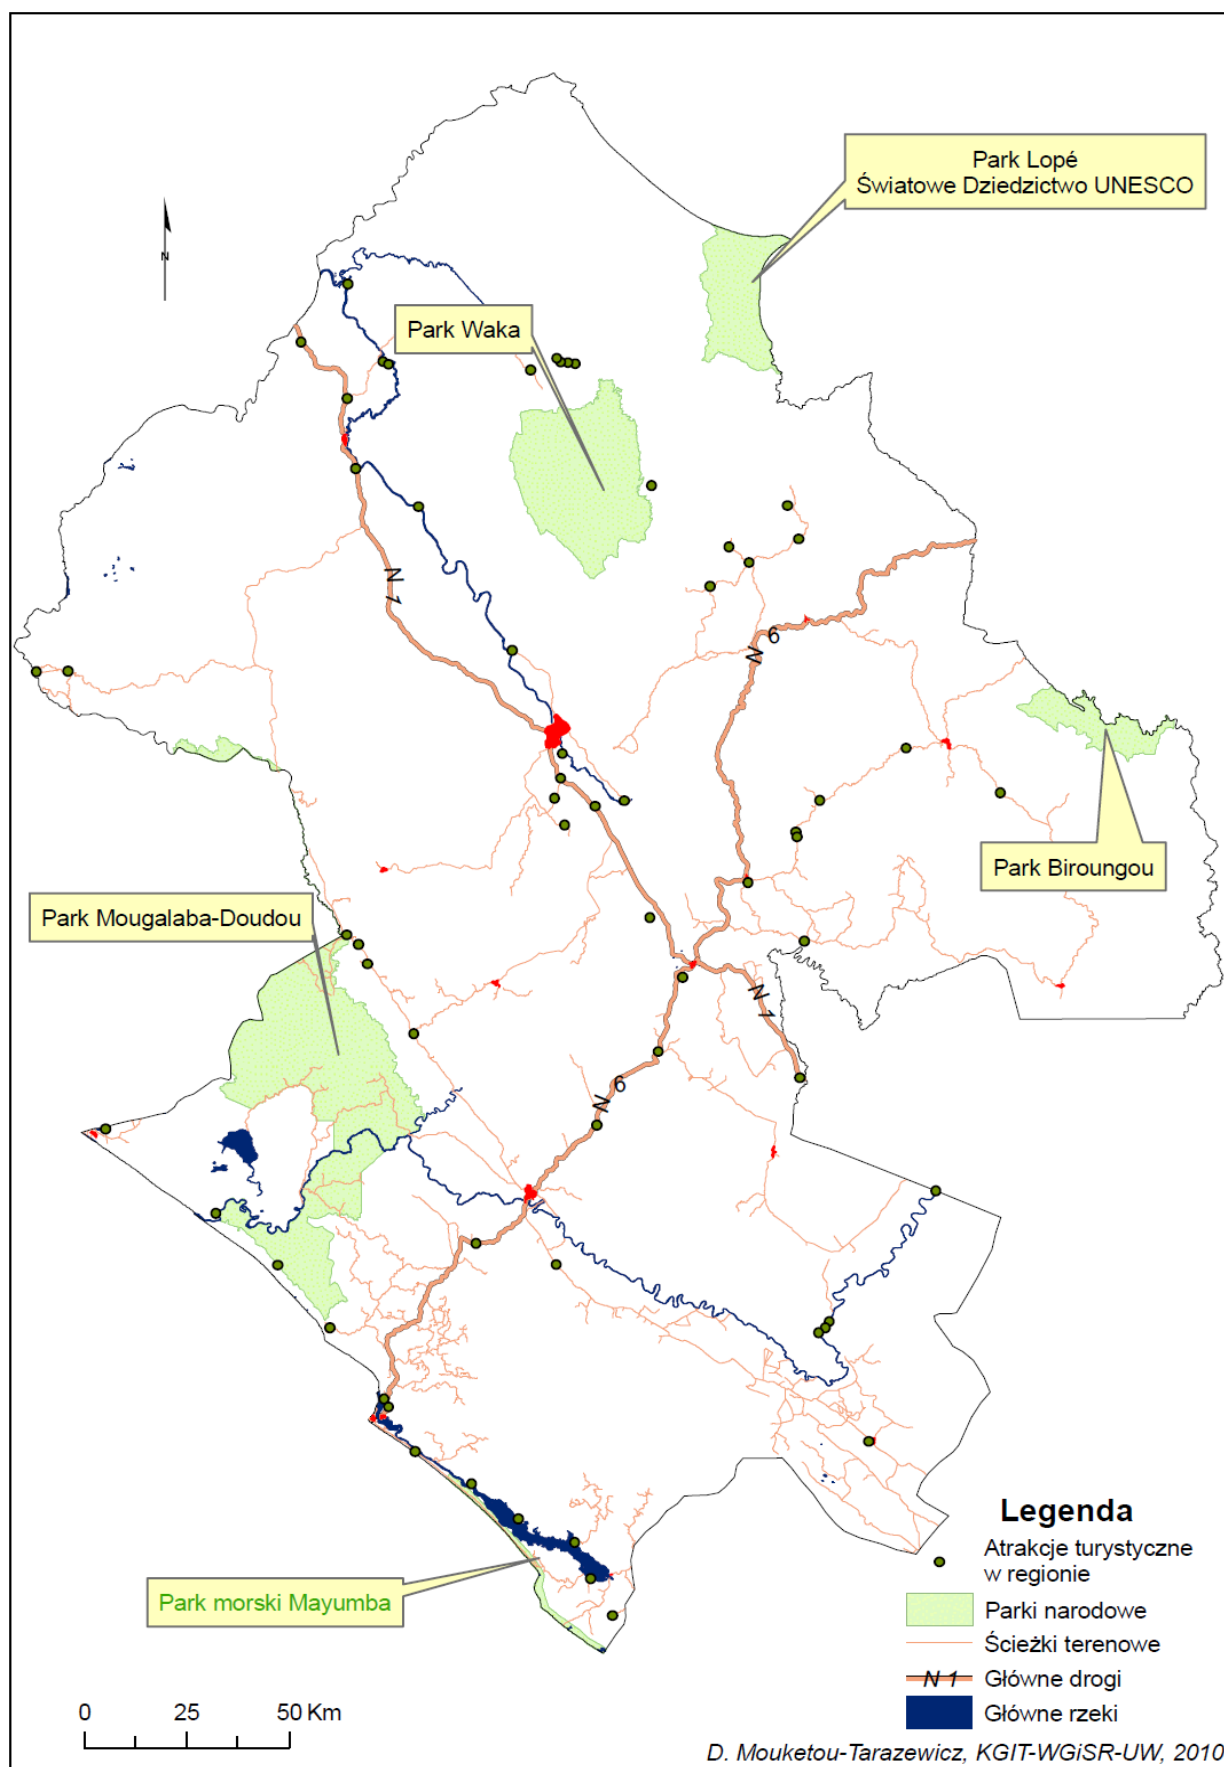 Park Lopé
Światowe Dziedzictwo UNESCO
N
Park Waka
N 1
N 6
Park Biroungou
Park Mougalaba-Doudou
N 1
N 6
Park morski Mayumba
Legenda
Atrakcje turystyczne
w regionie
Parki narodowe
Ścieżki terenowe
N 1 Główne drogi
Główne rzeki
0 25 50 Km
D. Mouketou-Tarazewicz, KGIT-WGiSR-UW, 2010